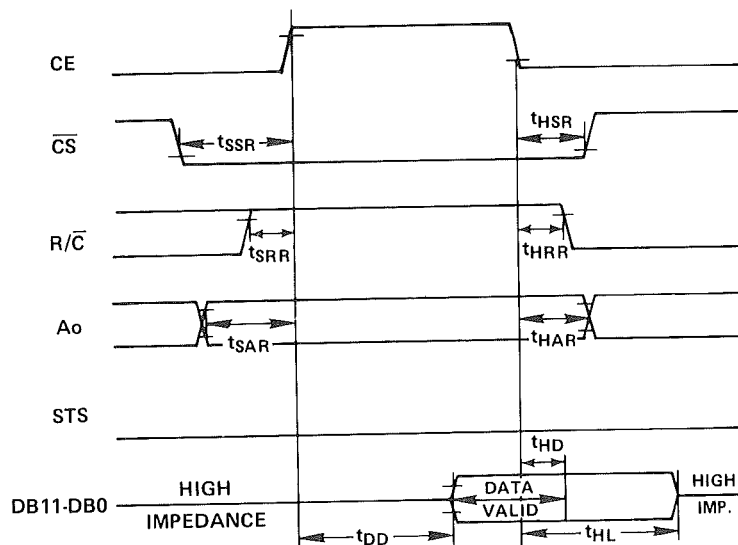 CE
C̅S̅
tSSR
tHSR
R/C̅
tSRR
tHRR
Ao
tSAR
tHAR
STS
tHD
DB11-DB0
HIGH
IMPEDANCE
DATA
VALID
HIGH
IMP.
tDD
tHL